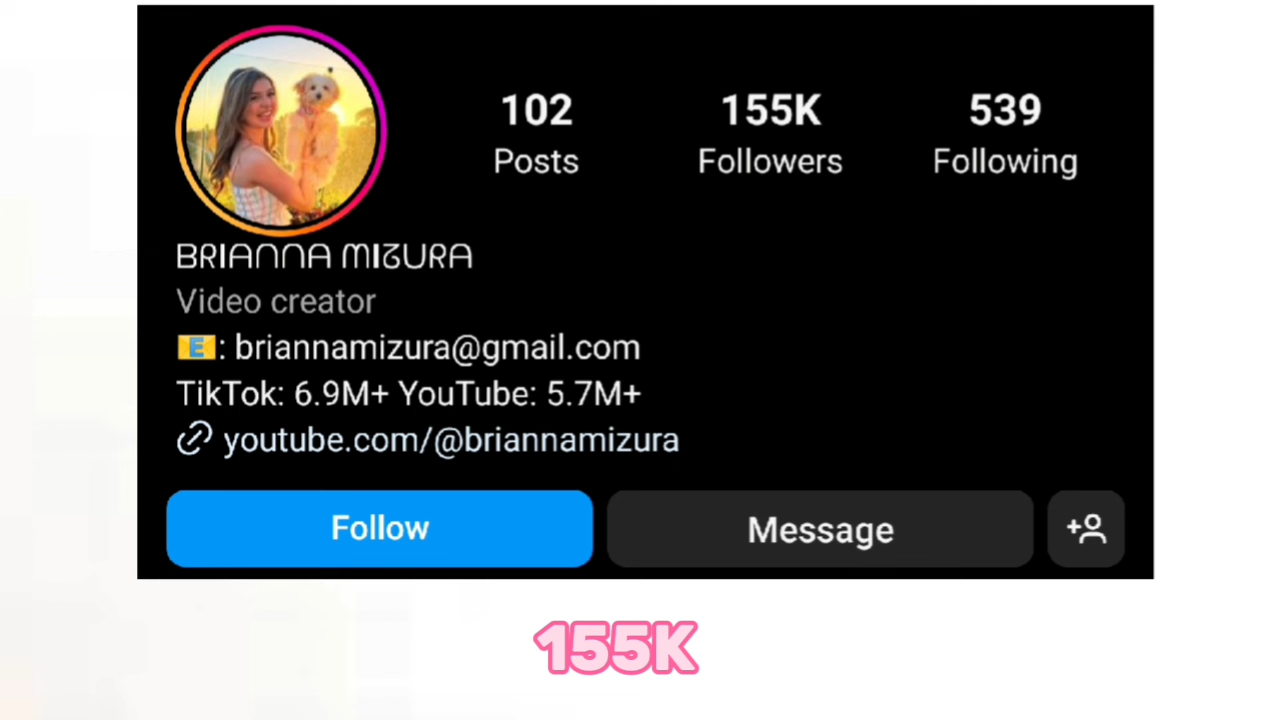 102 155K 539
Posts Followers Following
BRIANNA MIZURA
Video creator
📧: briannamizura@gmail.com
TikTok: 6.9M+ YouTube: 5.7M+
youtube.com/@briannamizura
Follow Message
155K